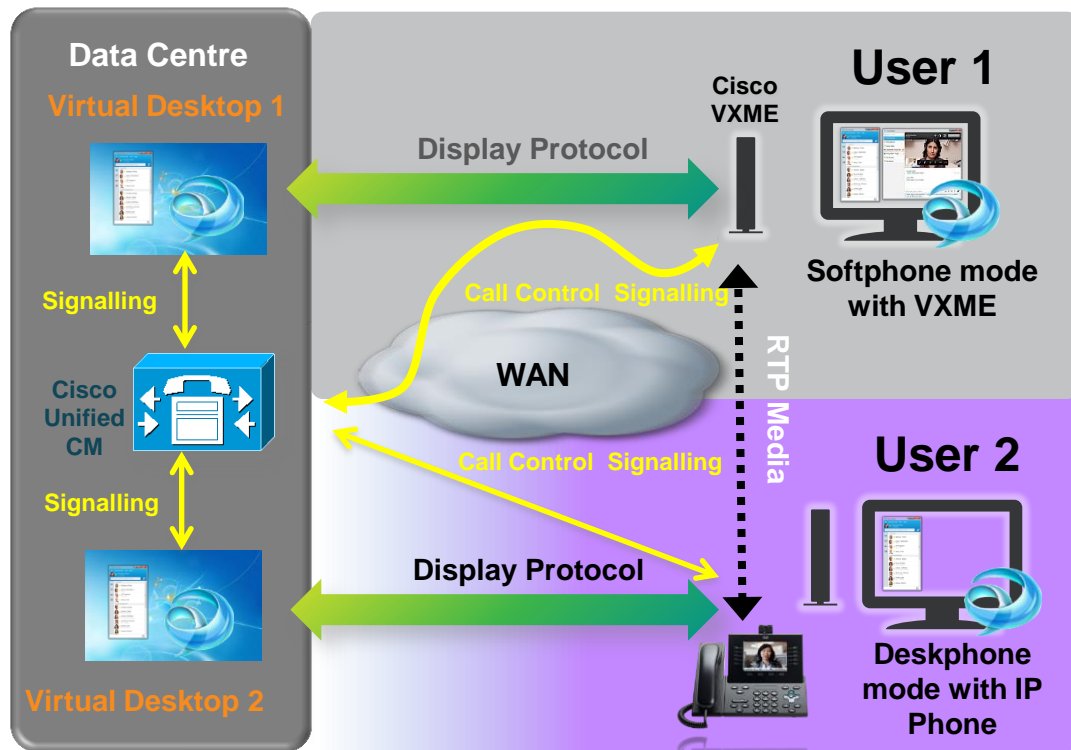 Data Centre
Virtual Desktop 1
Signalling
Cisco
Unified
CM
Signalling
Virtual Desktop 2
Display Protocol
Cisco
VXME
User 1
Softphone mode
with VXME
Call Control Signalling
WAN
RTP Media
Call Control Signalling
User 2
Display Protocol
Deskphone
mode with IP
Phone